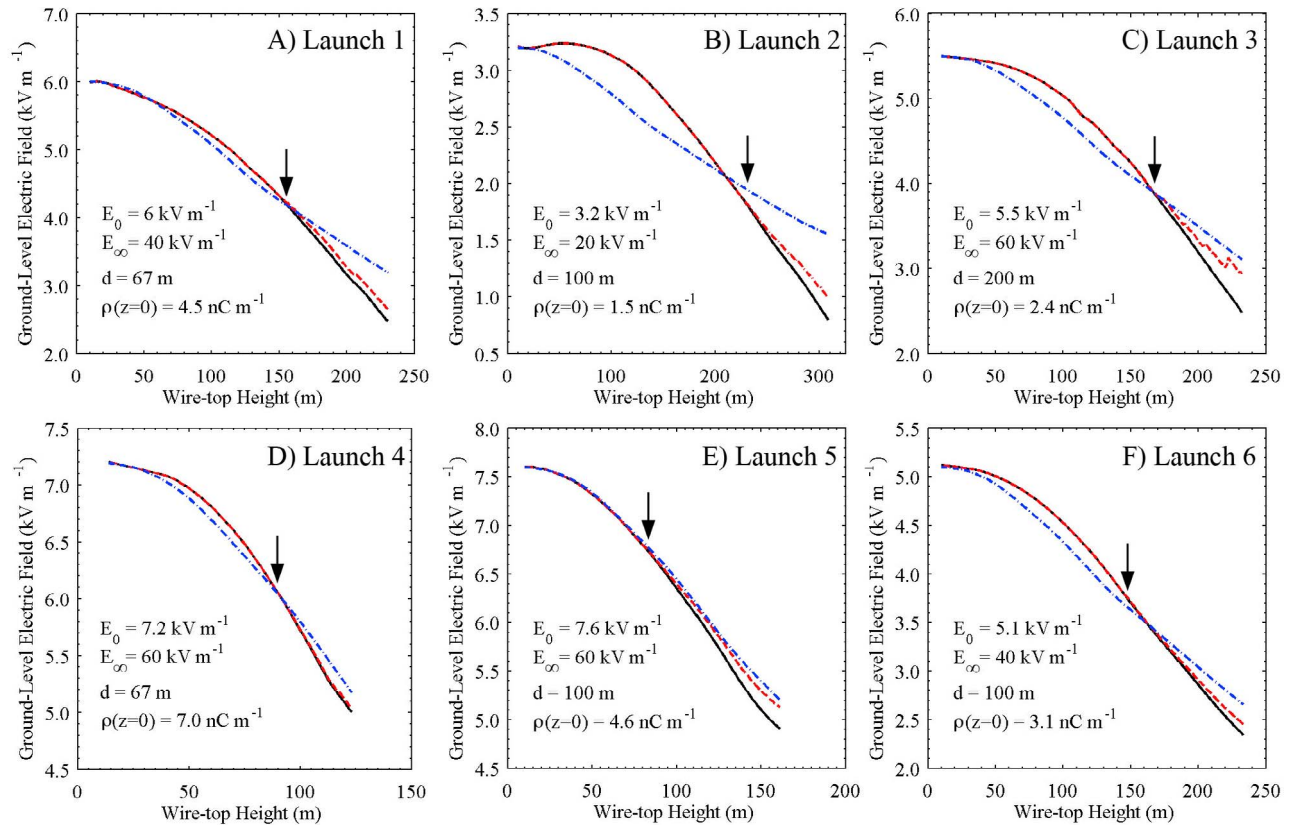 A) Launch 1
Ground-Level Electric Field (kV m⁻¹)
7.0
6.0
5.0
4.0
3.0
2.0
E₀ = 6 kV m⁻¹
E∞ = 40 kV m⁻¹
d = 67 m
ρ(z=0) = 4.5 nC m⁻¹
0 50 100 150 200 250
Wire-top Height (m)
B) Launch 2
Ground-Level Electric Field (kV m⁻¹)
3.5
3.0
2.5
2.0
1.5
1.0
0.5
E₀ = 3.2 kV m⁻¹
E∞ = 20 kV m⁻¹
d = 100 m
ρ(z=0) = 1.5 nC m⁻¹
0 100 200 300
Wire-top Height (m)
C) Launch 3
Ground-Level Electric Field (kV m⁻¹)
6.0
5.0
4.0
3.0
2.0
E₀ = 5.5 kV m⁻¹
E∞ = 60 kV m⁻¹
d = 200 m
ρ(z=0) = 2.4 nC m⁻¹
0 50 100 150 200 250
Wire-top Height (m)
D) Launch 4
Ground-Level Electric Field (kV m⁻¹)
7.5
7.0
6.5
6.0
5.5
5.0
4.5
E₀ = 7.2 kV m⁻¹
E∞ = 60 kV m⁻¹
d = 67 m
ρ(z=0) = 7.0 nC m⁻¹
0 50 100 150
Wire-top Height (m)
E) Launch 5
Ground-Level Electric Field (kV m⁻¹)
8.0
7.5
7.0
6.5
6.0
5.5
5.0
4.5
E₀ = 7.6 kV m⁻¹
E∞ = 60 kV m⁻¹
d − 100 m
ρ(z−0) − 4.6 nC m⁻¹
0 50 100 150 200
Wire-top Height (m)
F) Launch 6
Ground-Level Electric Field (kV m⁻¹)
5.5
5.0
4.5
4.0
3.5
3.0
2.5
2.0
E₀ = 5.1 kV m⁻¹
E∞ = 40 kV m⁻¹
d − 100 m
ρ(z−0) − 3.1 nC m⁻¹
0 50 100 150 200 250
Wire-top Height (m)